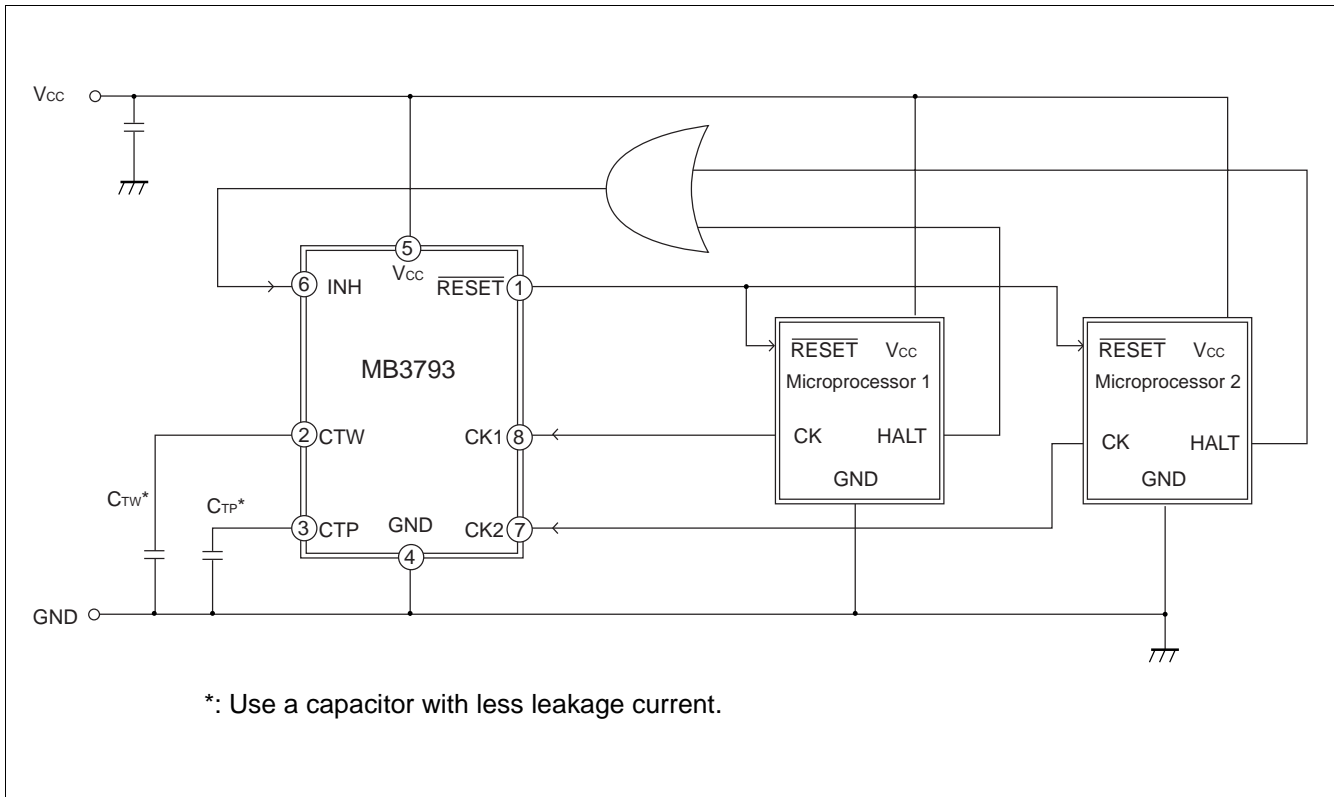 Vcc
5
Vcc
6
INH
RESET
1
MB3793
RESET
Vcc
Microprocessor 1
RESET
Vcc
Microprocessor 2
2
CTW
CK1
8
CK
HALT
CK
HALT
GND
GND
CTW*
CTP*
3
CTP
GND
CK2
7
4
GND
*: Use a capacitor with less leakage current.